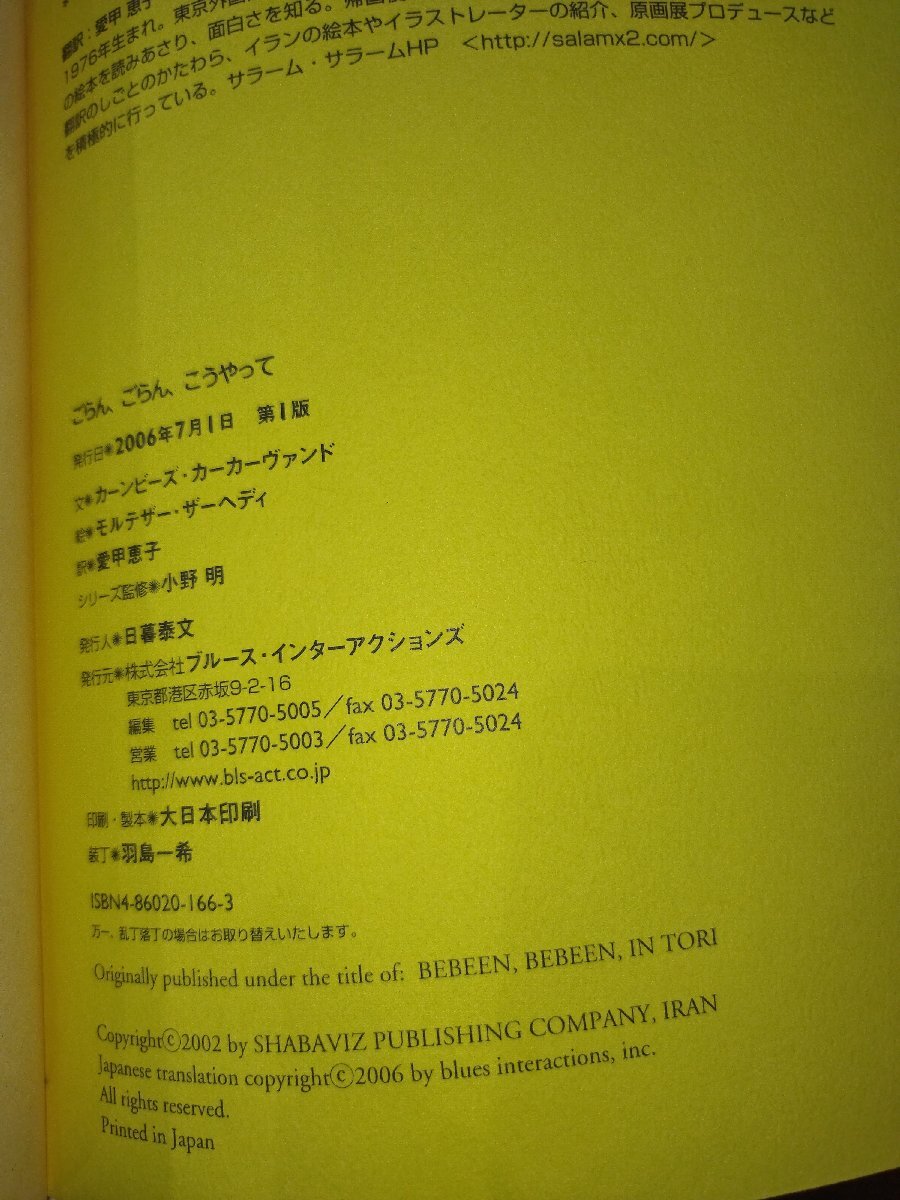 翻訳：愛甲 恵子
1976年生まれ。東京外国
の絵本を読みあさり、面白さを知る。帰国
翻訳のしごとのかたわら、イランの絵本やイラストレーターの紹介、原画展プロデュースなど
を積極的に行っている。サラーム・サラームHP <http://salamx2.com/>
ごらん、ごらん、こうやって
発行日✺2006年7月1日 第1版
文✺カーンビーズ・カーカーヴァンド
絵✺モルテザー・ザーヘディ
訳✺愛甲恵子
シリーズ監修✺小野 明
発行人✺日暮泰文
発行元✺株式会社ブルース・インターアクションズ
東京都港区赤坂9-2-16
編集 tel 03-5770-5005／fax 03-5770-5024
営業 tel 03-5770-5003／fax 03-5770-5024
http://www.bls-act.co.jp
印刷・製本✺大日本印刷
装丁✺羽島一希
ISBN4-86020-166-3
万一、乱丁落丁の場合はお取り替えいたします。
Originally published under the title of: BEBEEN, BEBEEN, IN TORI
Copyrightⓒ2002 by SHABAVIZ PUBLISHING COMPANY, IRAN
Japanese translation copyrightⓒ2006 by blues interactions, inc.
All rights reserved.
Printed in Japan